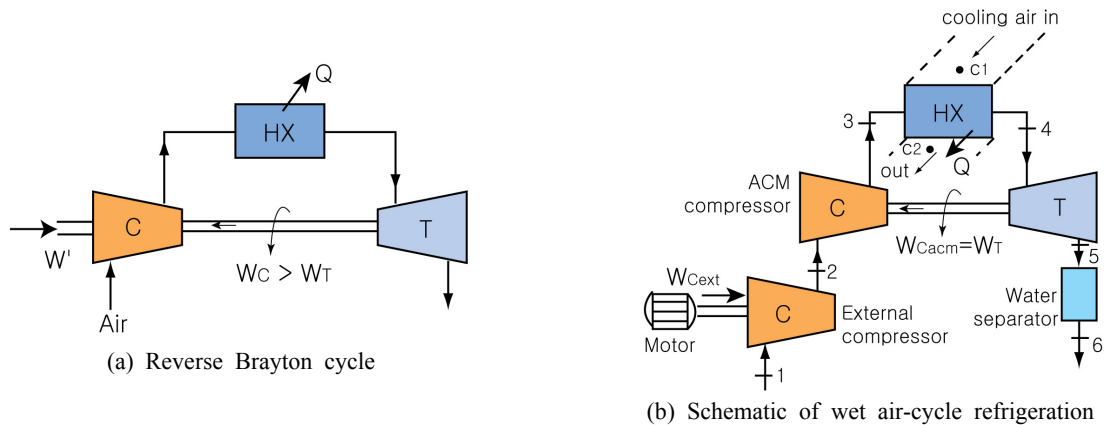 Q
HX
C
T
W'
WC > WT
Air
(a) Reverse Brayton cycle
cooling air in
c1
HX
3
4
c2
out
Q
ACM
compressor
C
T
WCacm=WT
2
5
WCext
C
Motor
External
compressor
Water
separator
1
6
(b) Schematic of wet air-cycle refrigeration